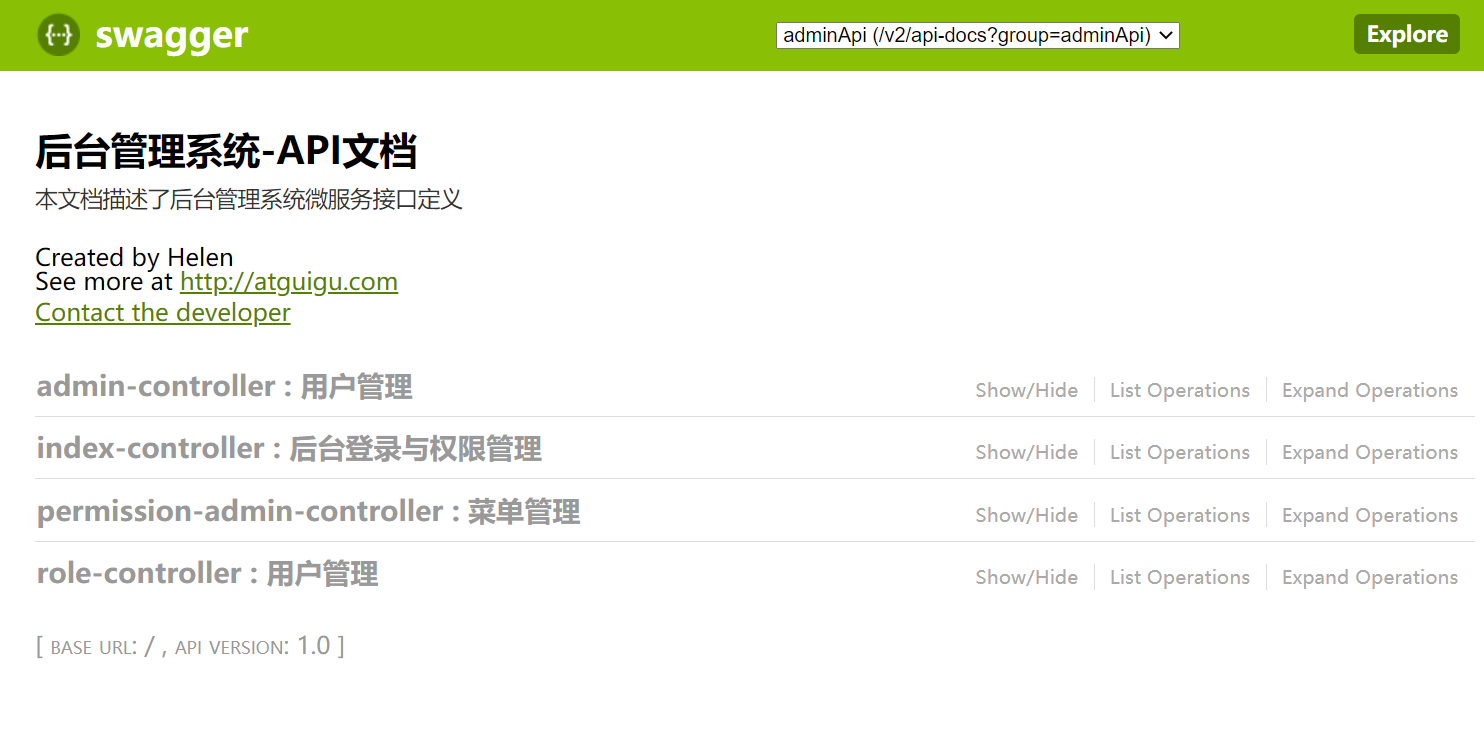 swagger
adminApi (/v2/api-docs?group=adminApi)
Explore
后台管理系统-API文档
本文档描述了后台管理系统微服务接口定义
Created by Helen
See more at http://atguigu.com
Contact the developer
admin-controller : 用户管理 Show/Hide List Operations Expand Operations
index-controller : 后台登录与权限管理 Show/Hide List Operations Expand Operations
permission-admin-controller : 菜单管理 Show/Hide List Operations Expand Operations
role-controller : 用户管理 Show/Hide List Operations Expand Operations
[ BASE URL: / , API VERSION: 1.0 ]